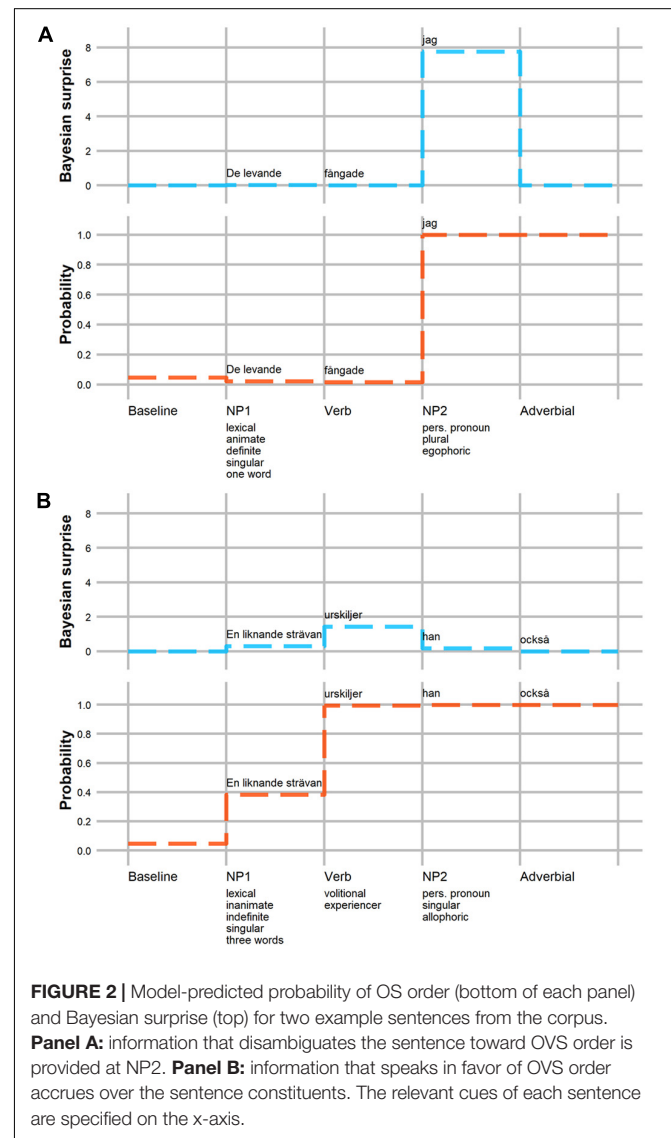 A
jag
8
6
4
2
De levande fångade
0
Bayesian surprise
jag
1.0
0.8
0.6
0.4
0.2
De levande fångade
0.0
Probability
Baseline NP1 Verb NP2 Adverbial
lexical pers. pronoun
animate plural
definite egophoric
singular
one word
B
8
6
4
2
urskiljer
En liknande strävan han också
0
Bayesian surprise
urskiljer han också
1.0
0.8
0.6
En liknande strävan
0.4
0.2
0.0
Probability
Baseline NP1 Verb NP2 Adverbial
lexical volitional pers. pronoun
inanimate experiencer singular
indefinite allophoric
singular
three words
FIGURE 2 | Model-predicted probability of OS order (bottom of each panel)
and Bayesian surprise (top) for two example sentences from the corpus.
Panel A: information that disambiguates the sentence toward OVS order is
provided at NP2. Panel B: information that speaks in favor of OVS order
accrues over the sentence constituents. The relevant cues of each sentence
are specified on the x-axis.